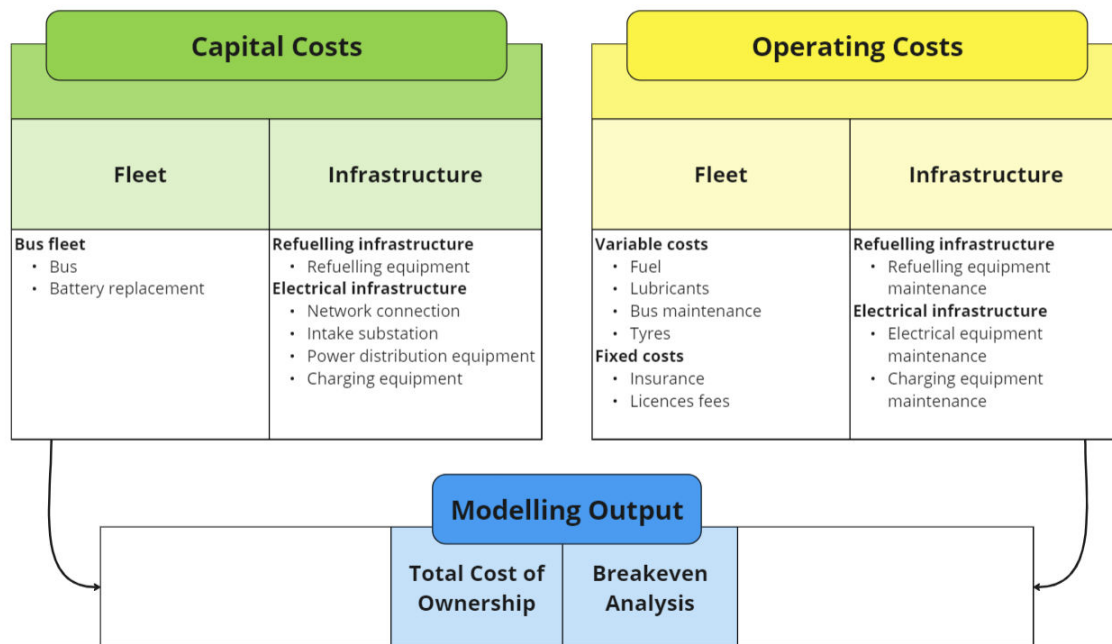 Capital Costs
Fleet
Infrastructure
Bus fleet
• Bus
• Battery replacement
Refuelling infrastructure
• Refuelling equipment
Electrical infrastructure
• Network connection
• Intake substation
• Power distribution equipment
• Charging equipment
Operating Costs
Fleet
Infrastructure
Variable costs
• Fuel
• Lubricants
• Bus maintenance
• Tyres
Fixed costs
• Insurance
• Licences fees
Refuelling infrastructure
• Refuelling equipment
maintenance
Electrical infrastructure
• Electrical equipment
maintenance
• Charging equipment
maintenance
Modelling Output
Total Cost of
Ownership
Breakeven
Analysis